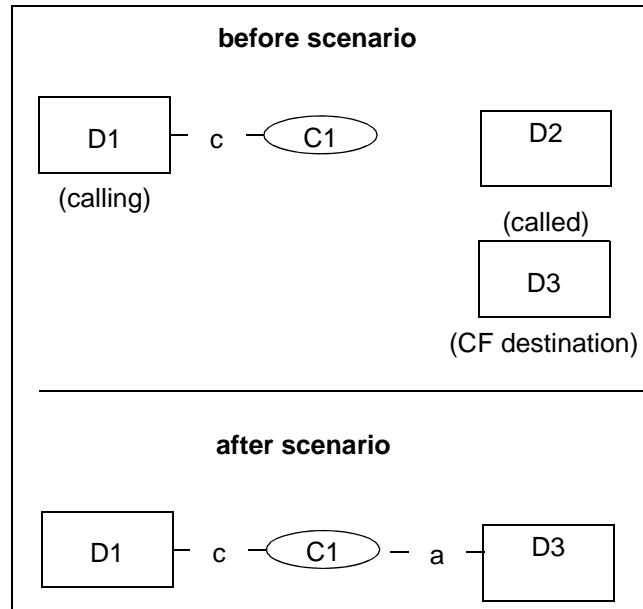 before scenario
D1 c C1 D2
(calling)
(called)
D3
(CF destination)
after scenario
D1 c C1 a D3